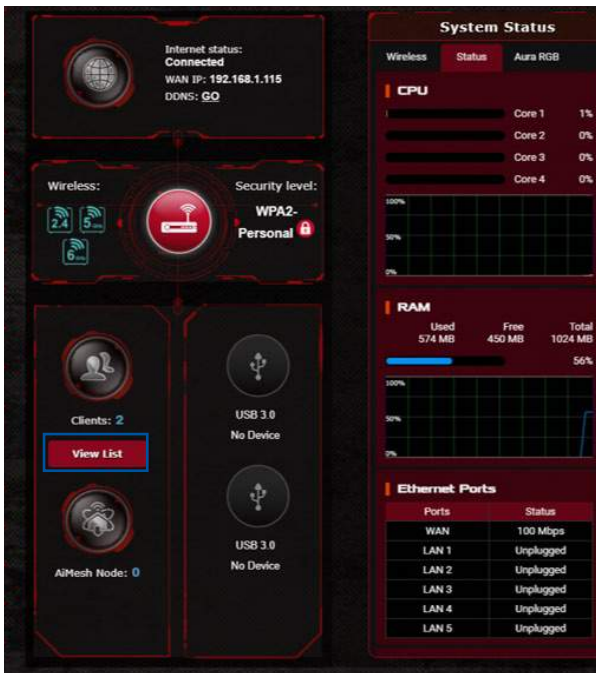 Internet status:
Connected
WAN IP: 192.168.1.115
DDNS: GO
Wireless:
2.4
5 GHz
6 GHz
Security level:
WPA2-
Personal
Clients: 2
View List
AiMesh Node: 0
USB 3.0
No Device
USB 3.0
No Device
System Status
Wireless Status Aura RGB
CPU
Core 1 1%
Core 2 0%
Core 3 0%
Core 4 0%
100%
50%
0%
RAM
Used Free Total
574 MB 450 MB 1024 MB
56%
100%
50%
0%
Ethernet Ports
Ports Status
WAN 100 Mbps
LAN 1 Unplugged
LAN 2 Unplugged
LAN 3 Unplugged
LAN 4 Unplugged
LAN 5 Unplugged